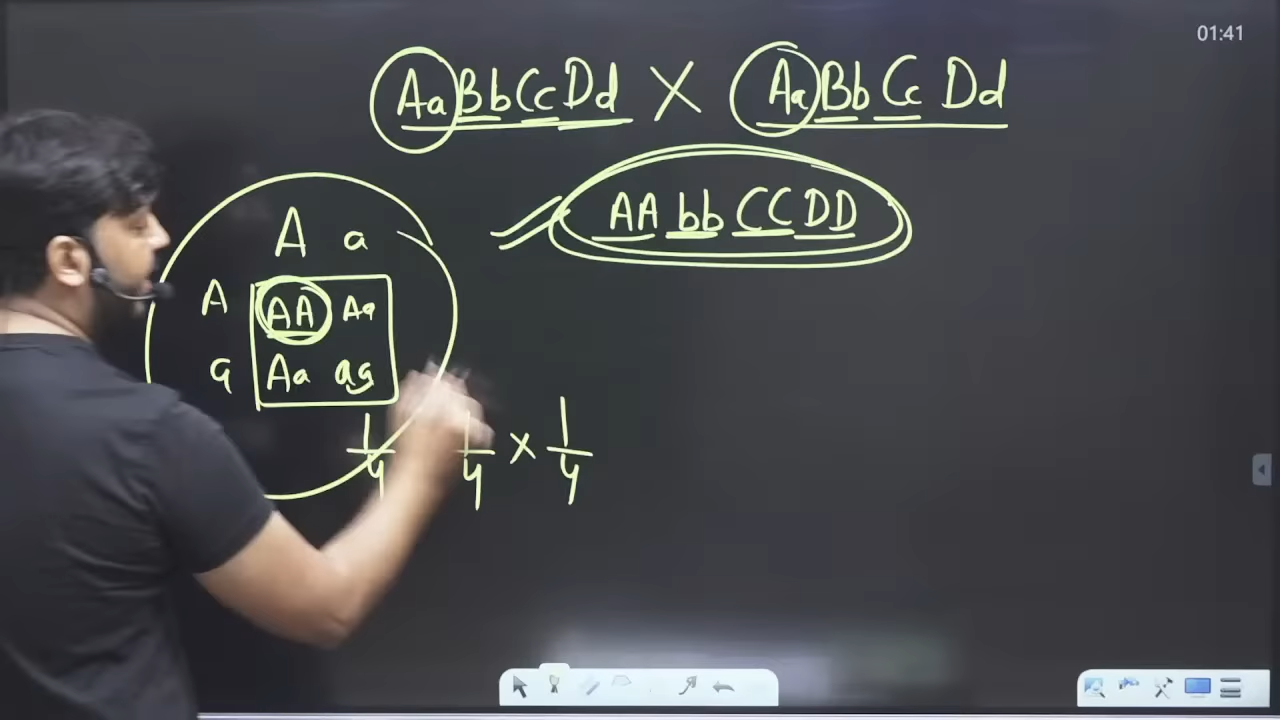 01:41
AaBbCcDd X AaBbCcDd
AAbbCCDD
A a
A AA Aa
a Aa aa
1/4 1/4 × 1/4